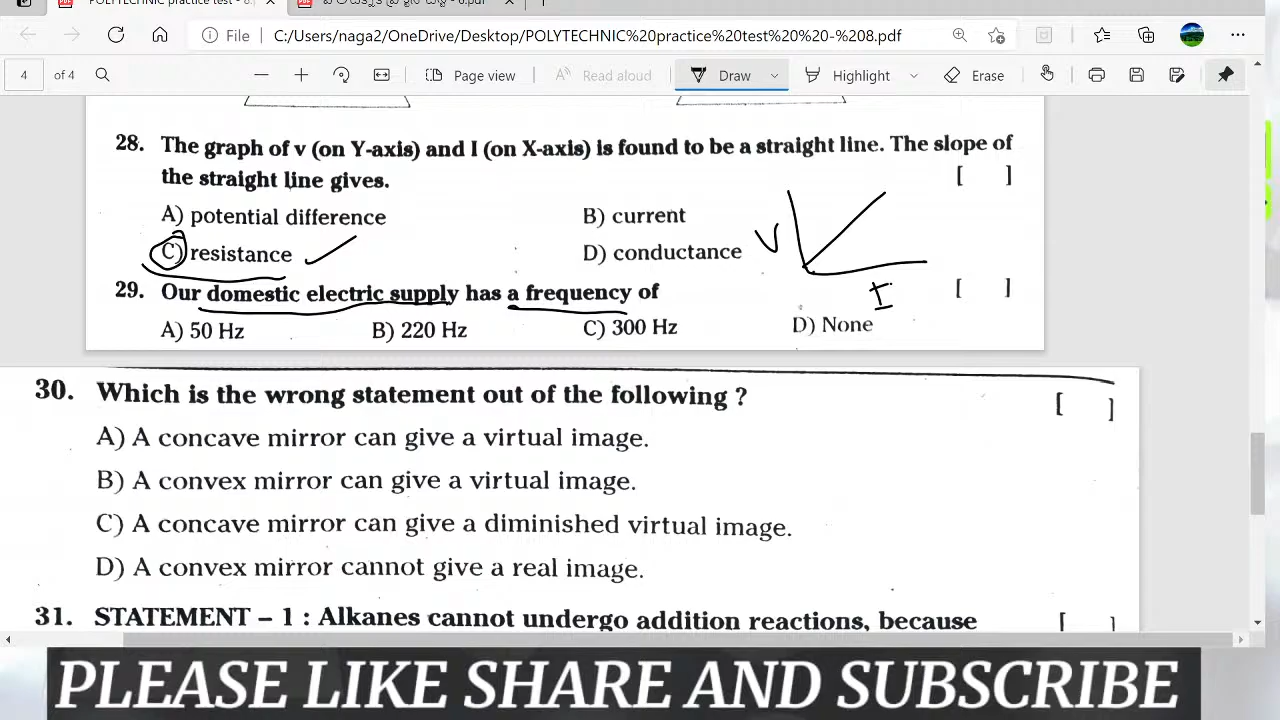 POLYTECHNIC practice test - 8.p
File
C:/Users/naga2/OneDrive/Desktop/POLYTECHNIC%20practice%20test%20%20-%208.pdf
4 of 4
Page view
Read aloud
Draw
Highlight
Erase
28. The graph of v (on Y-axis) and I (on X-axis) is found to be a straight line. The slope of
the straight line gives. [ ]
A) potential difference B) current
C) resistance D) conductance
V
I
29. Our domestic electric supply has a frequency of [ ]
A) 50 Hz B) 220 Hz C) 300 Hz D) None
30. Which is the wrong statement out of the following ? [ ]
A) A concave mirror can give a virtual image.
B) A convex mirror can give a virtual image.
C) A concave mirror can give a diminished virtual image.
D) A convex mirror cannot give a real image.
31. STATEMENT – 1 : Alkanes cannot undergo addition reactions, because [ ]
PLEASE LIKE SHARE AND SUBSCRIBE